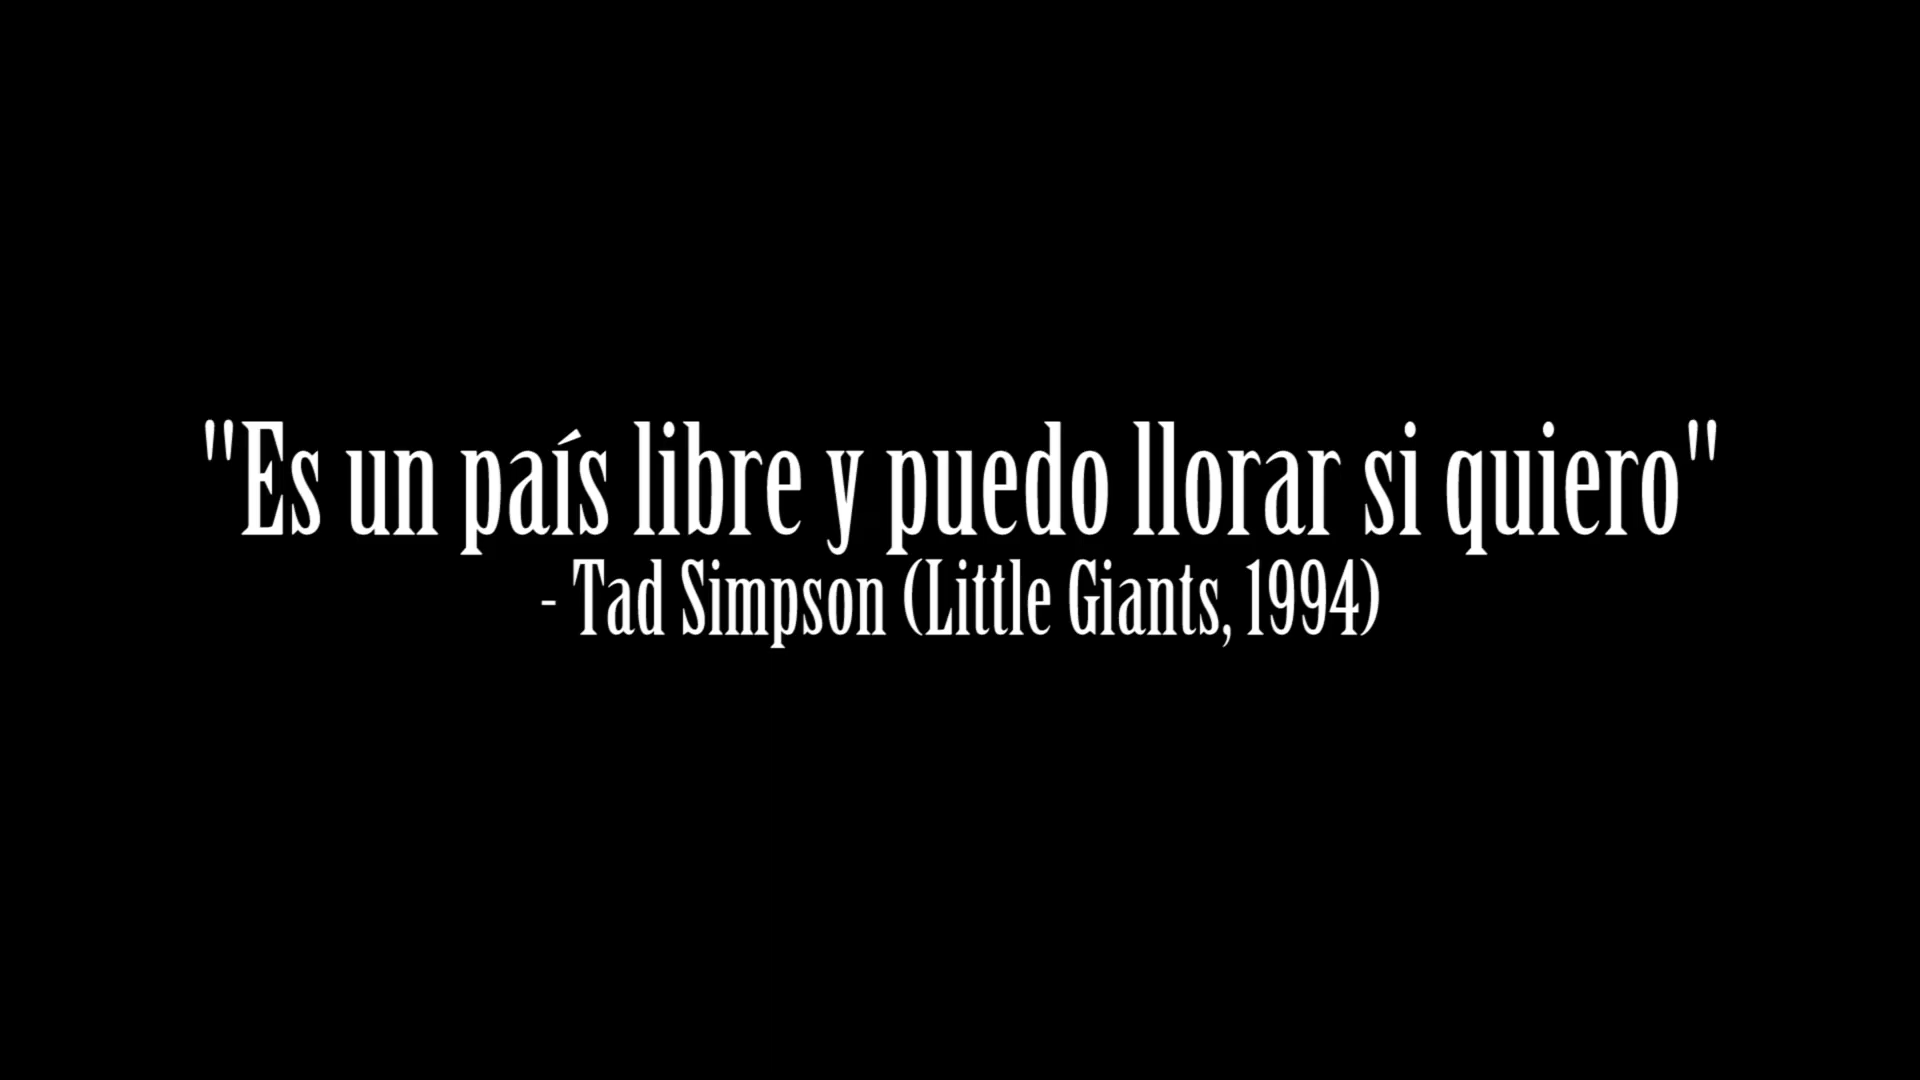 "Es un país libre y puedo llorar si quiero"
- Tad Simpson (Little Giants, 1994)